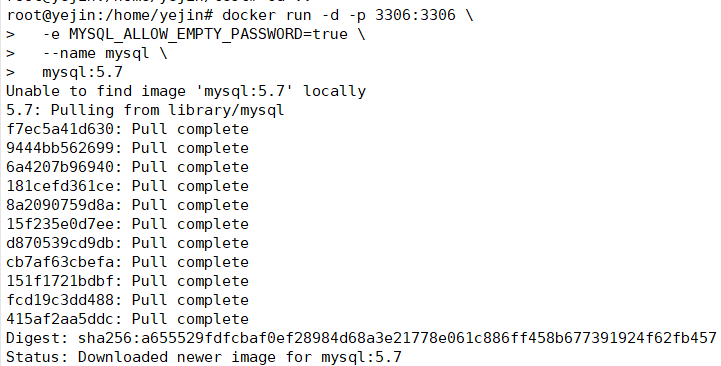 root@yejin:/home/yejin# docker run -d -p 3306:3306 \
>   -e MYSQL_ALLOW_EMPTY_PASSWORD=true \
>   --name mysql \
>   mysql:5.7
Unable to find image 'mysql:5.7' locally
5.7: Pulling from library/mysql
f7ec5a41d630: Pull complete
9444bb562699: Pull complete
6a4207b96940: Pull complete
181cefd361ce: Pull complete
8a2090759d8a: Pull complete
15f235e0d7ee: Pull complete
d870539cd9db: Pull complete
cb7af63cbefa: Pull complete
151f1721bdbf: Pull complete
fcd19c3dd488: Pull complete
415af2aa5ddc: Pull complete
Digest: sha256:a655529fdfcbaf0ef28984d68a3e21778e061c886ff458b677391924f62fb457
Status: Downloaded newer image for mysql:5.7